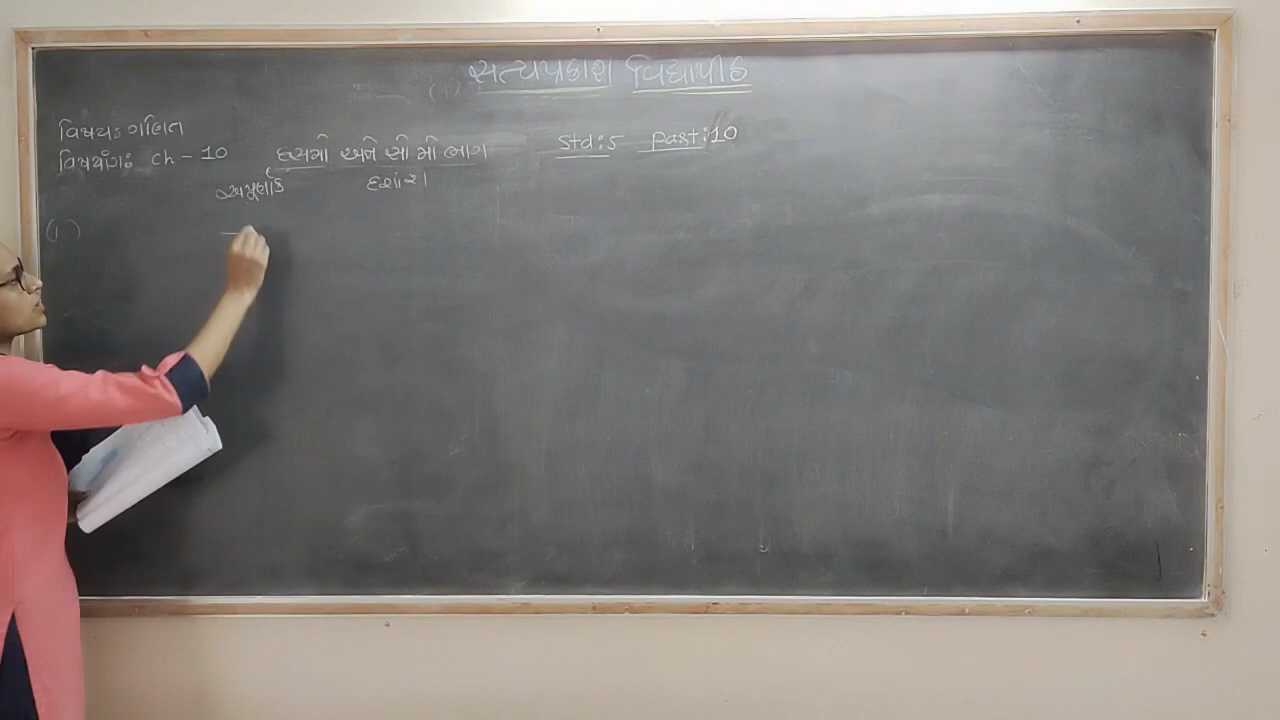 સત્યપ્રકાશ વિદ્યાપીઠ
વિષય: ગણિત
વિષયાંગ: ch - 10 દસમો અને સો મો ભાગ std: 5 Part: 10
અપૂર્ણાંક દશાંશ
(1)